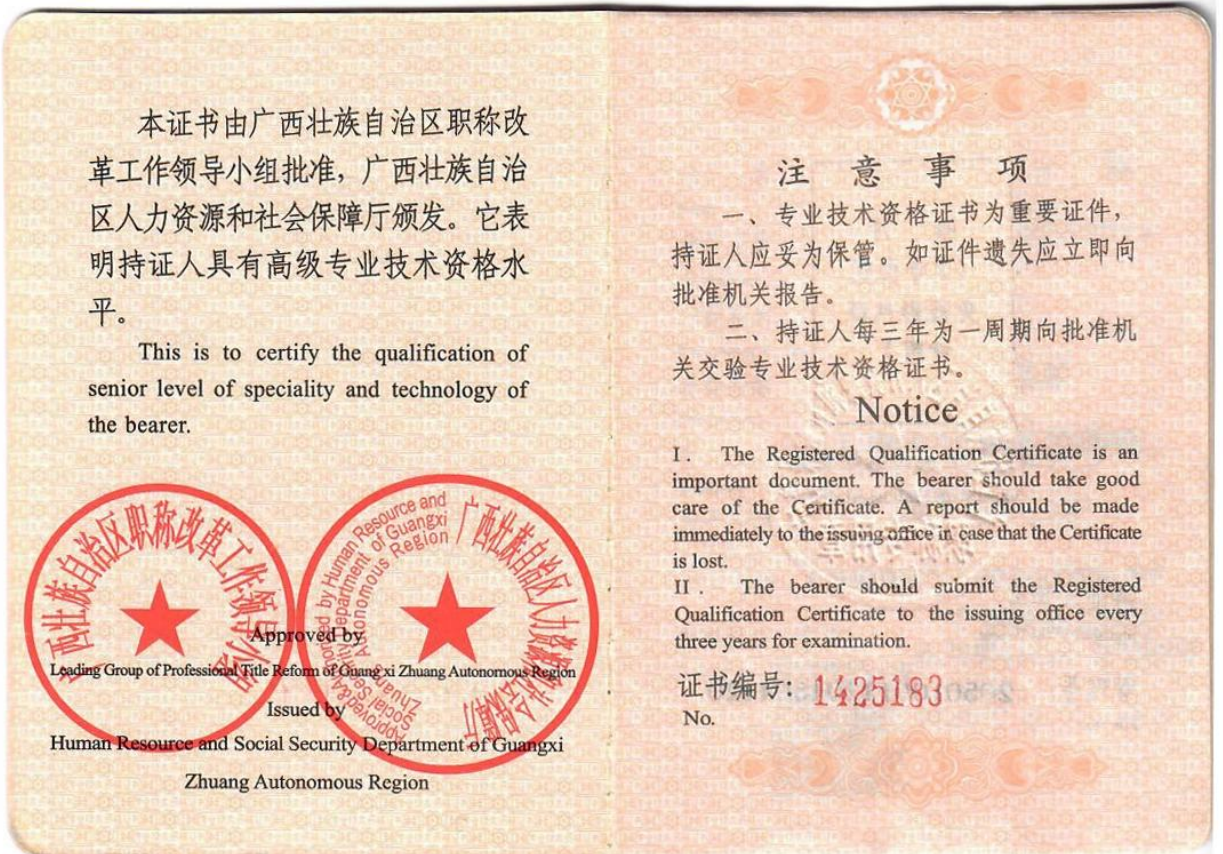 本证书由广西壮族自治区职称改
革工作领导小组批准，广西壮族自治
区人力资源和社会保障厅颁发。它表
明持证人具有高级专业技术资格水
平。
This is to certify the qualification of
senior level of speciality and technology of
the bearer.
广西壮族自治区职称改革工作领导小组
广西壮族自治区人力资源和社会保障厅
Approved by
Leading Group of Professional Title Reform of Guang xi Zhuang Autonomous Region
Issued by
Human Resource and Social Security Department of Guangxi
Zhuang Autonomous Region
注意事项
一、专业技术资格证书为重要证件，
持证人应妥为保管。如证件遗失应立即向
批准机关报告。
二、持证人每三年为一周期向批准机
关交验专业技术资格证书。
Notice
I. The Registered Qualification Certificate is an
important document. The bearer should take good
care of the Certificate. A report should be made
immediately to the issuing office in case that the Certificate
is lost.
II. The bearer should submit the Registered
Qualification Certificate to the issuing office every
three years for examination.
证书编号: 1425183
No.